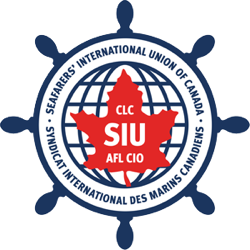 SEAFARERS' INTERNATIONAL UNION OF CANADA
CLC
SIU
AFL CIO
SYNDICAT INTERNATIONAL DES MARINS CANADIENS